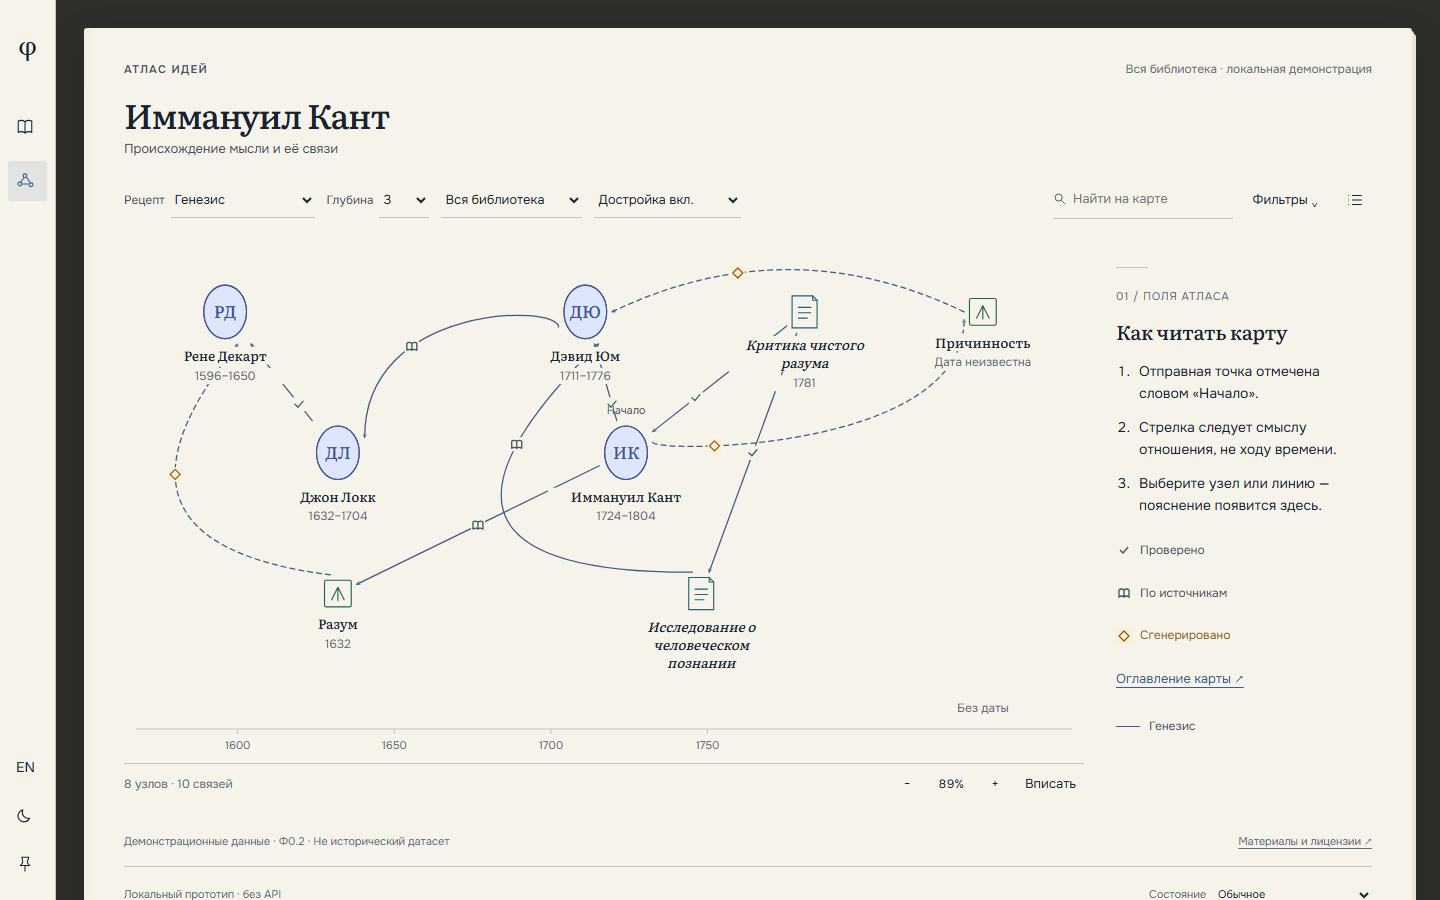 φ
АТЛАС ИДЕЙ
Вся библиотека · локальная демонстрация
Иммануил Кант
Происхождение мысли и её связи
Рецепт Генезис
Глубина 3
Вся библиотека
Достройка вкл.
Найти на карте
Фильтры
РД
Рене Декарт
1596–1650
ДЮ
Дэвид Юм
1711–1776
Критика чистого
разума
1781
Причинность
Дата неизвестна
Начало
ДЛ
Джон Локк
1632–1704
ИК
Иммануил Кант
1724–1804
Разум
1632
Исследование о
человеческом
познании
Без даты
1600
1650
1700
1750
8 узлов · 10 связей
−
89%
+
Вписать
01 / ПОЛЯ АТЛАСА
Как читать карту
1. Отправная точка отмечена
словом «Начало».
2. Стрелка следует смыслу
отношения, не ходу времени.
3. Выберите узел или линию —
пояснение появится здесь.
Проверено
По источникам
Сгенерировано
Оглавление карты ↗
Генезис
EN
Демонстрационные данные · Ф0.2 · Не исторический датасет
Материалы и лицензии ↗
Локальный прототип · без API
Состояние Обычное